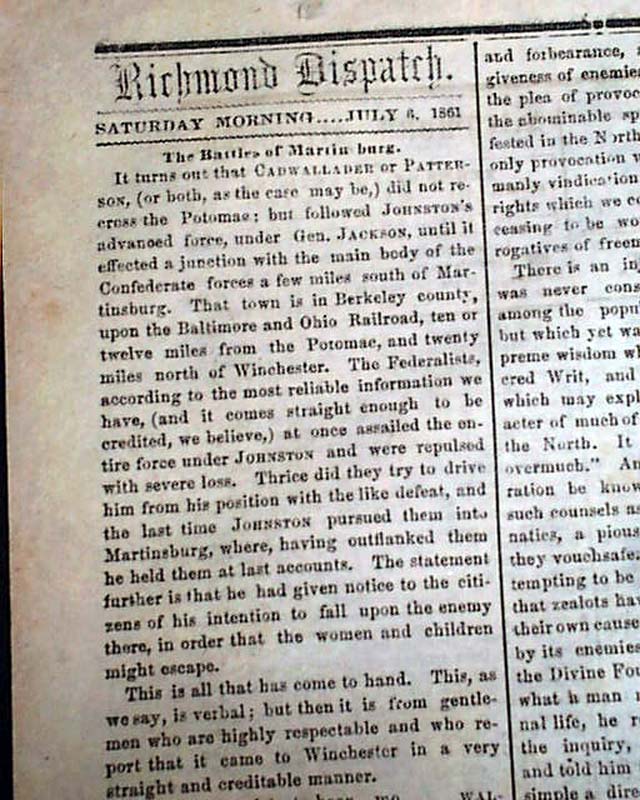 Richmond Dispatch.
SATURDAY MORNING....JULY 6, 1861
The Battles of Martinsburg.
It turns out that CADWALLADER or PATTER-
SON, (or both, as the case may be,) did not re-
cross the Potomac; but followed JOHNSTON'S
advanced force, under Gen. JACKSON, until it
effected a junction with the main body of the
Confederate forces a few miles south of Mar-
tinsburg. That town is in Berkeley county,
upon the Baltimore and Ohio Railroad, ten or
twelve miles from the Potomac, and twenty
miles north of Winchester. The Federalists,
according to the most reliable information we
have, (and it comes straight enough to be
credited, we believe,) at once assailed the en-
tire force under JOHNSTON and were repulsed
with severe loss. Thrice did they try to drive
him from his position with the like defeat, and
the last time JOHNSTON pursued them into
Martinsburg, where, having outflanked them
he held them at last accounts. The statement
further is that he had given notice to the citi-
zens of his intention to fall upon the enemy
there, in order that the women and children
might escape.
This is all that has come to hand. This, as
we say, is verbal; but then it is from gentle-
men who are highly respectable and who re-
port that it came to Winchester in a very
straight and creditable manner.
WAL-
and forbearance,
giveness of enemies
the plea of provoc
the abominable sp
fested in the North
only provocation
manly vindication
rights which we c
ceasing to be wo
rogatives of freem
There is an in
was never cons
among the popu
but which yet wa
preme wisdom wh
cred Writ, and
which may expl
acter of much of
the North. It
overmuch." An
ration be know
such counsels as
natics, a pious
they vouchsafe.
tempting to be
that zealots hav
their own cause
by its enemies
the Divine Fou
what a man
nal life, he r
the inquiry,
and told him
simple a dire